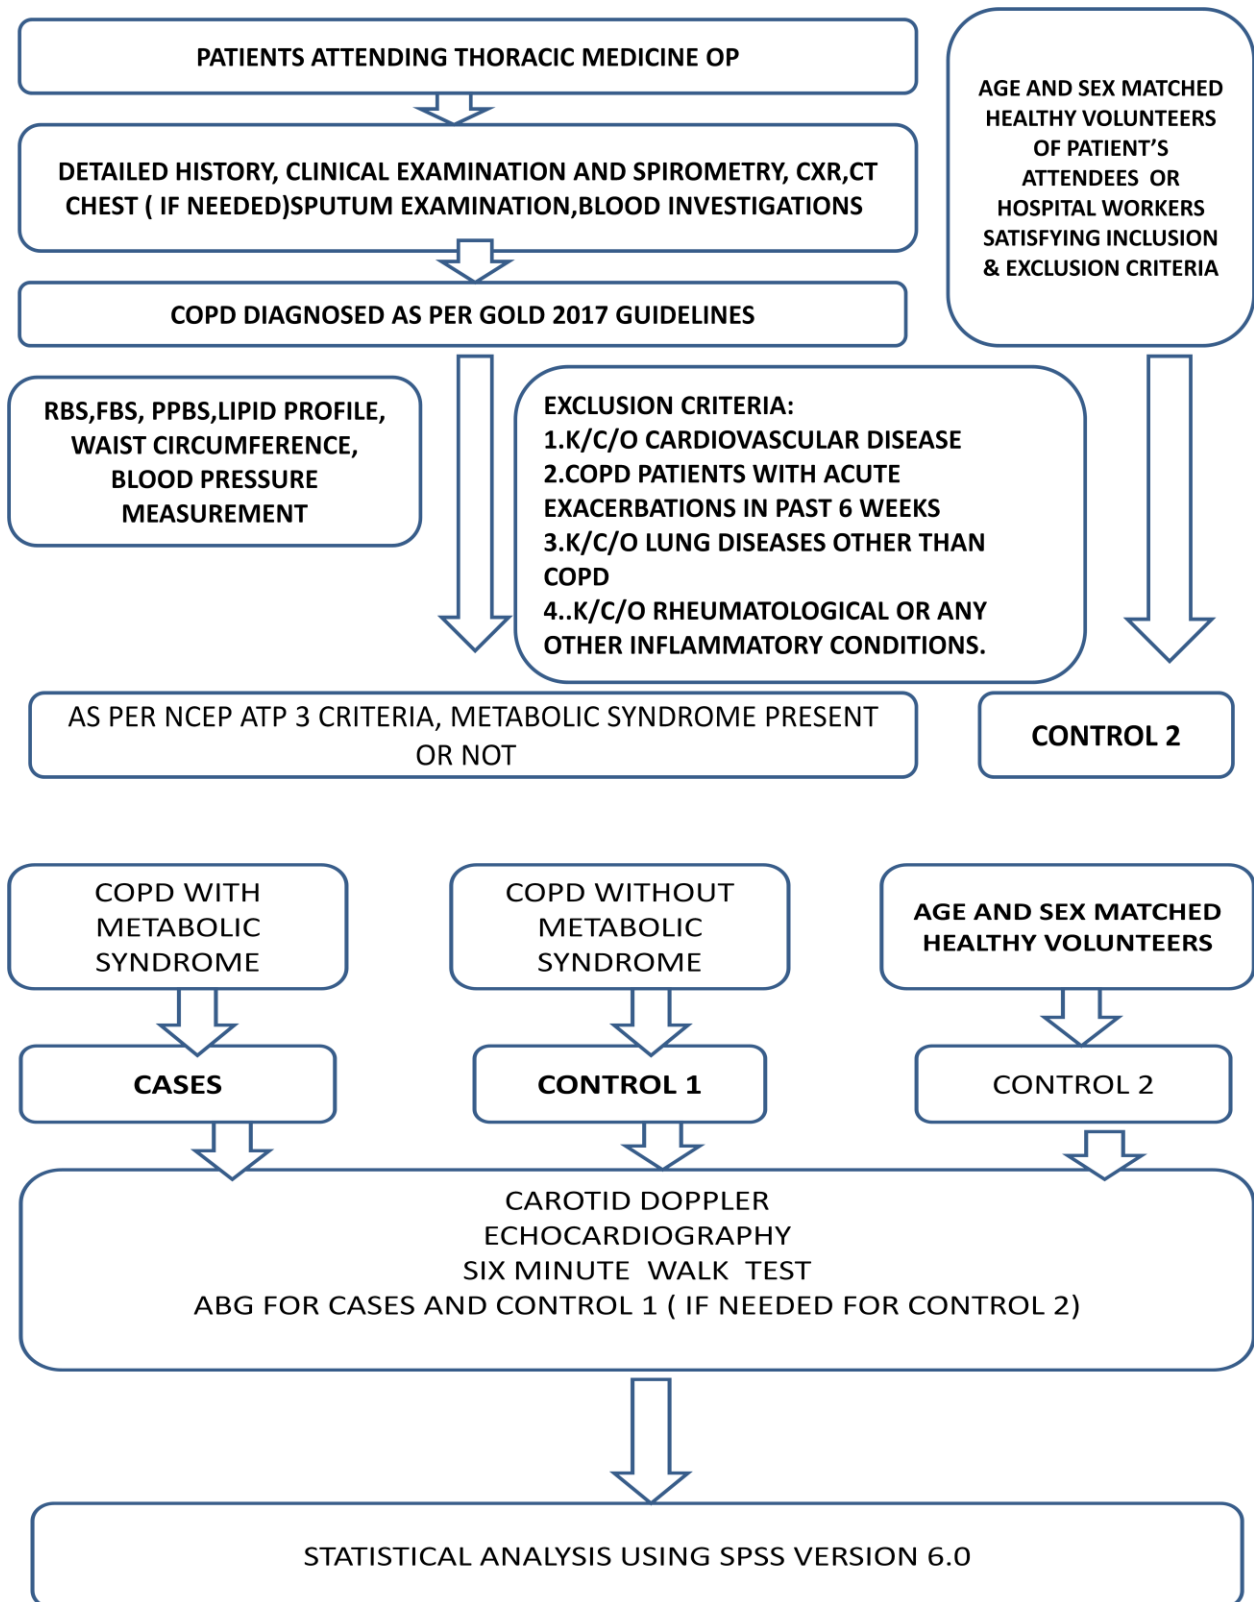 PATIENTS ATTENDING THORACIC MEDICINE OP
DETAILED HISTORY, CLINICAL EXAMINATION AND SPIROMETRY, CXR,CT
CHEST ( IF NEEDED)SPUTUM EXAMINATION,BLOOD INVESTIGATIONS
COPD DIAGNOSED AS PER GOLD 2017 GUIDELINES
AGE AND SEX MATCHED
HEALTHY VOLUNTEERS
OF PATIENT’S
ATTENDEES OR
HOSPITAL WORKERS
SATISFYING INCLUSION
& EXCLUSION CRITERIA
RBS,FBS, PPBS,LIPID PROFILE,
WAIST CIRCUMFERENCE,
BLOOD PRESSURE
MEASUREMENT
EXCLUSION CRITERIA:
1.K/C/O CARDIOVASCULAR DISEASE
2.COPD PATIENTS WITH ACUTE
EXACERBATIONS IN PAST 6 WEEKS
3.K/C/O LUNG DISEASES OTHER THAN
COPD
4..K/C/O RHEUMATOLOGICAL OR ANY
OTHER INFLAMMATORY CONDITIONS.
AS PER NCEP ATP 3 CRITERIA, METABOLIC SYNDROME PRESENT
OR NOT
CONTROL 2
COPD WITH
METABOLIC
SYNDROME
COPD WITHOUT
METABOLIC
SYNDROME
AGE AND SEX MATCHED
HEALTHY VOLUNTEERS
CASES
CONTROL 1
CONTROL 2
CAROTID DOPPLER
ECHOCARDIOGRAPHY
SIX MINUTE WALK TEST
ABG FOR CASES AND CONTROL 1 ( IF NEEDED FOR CONTROL 2)
STATISTICAL ANALYSIS USING SPSS VERSION 6.0